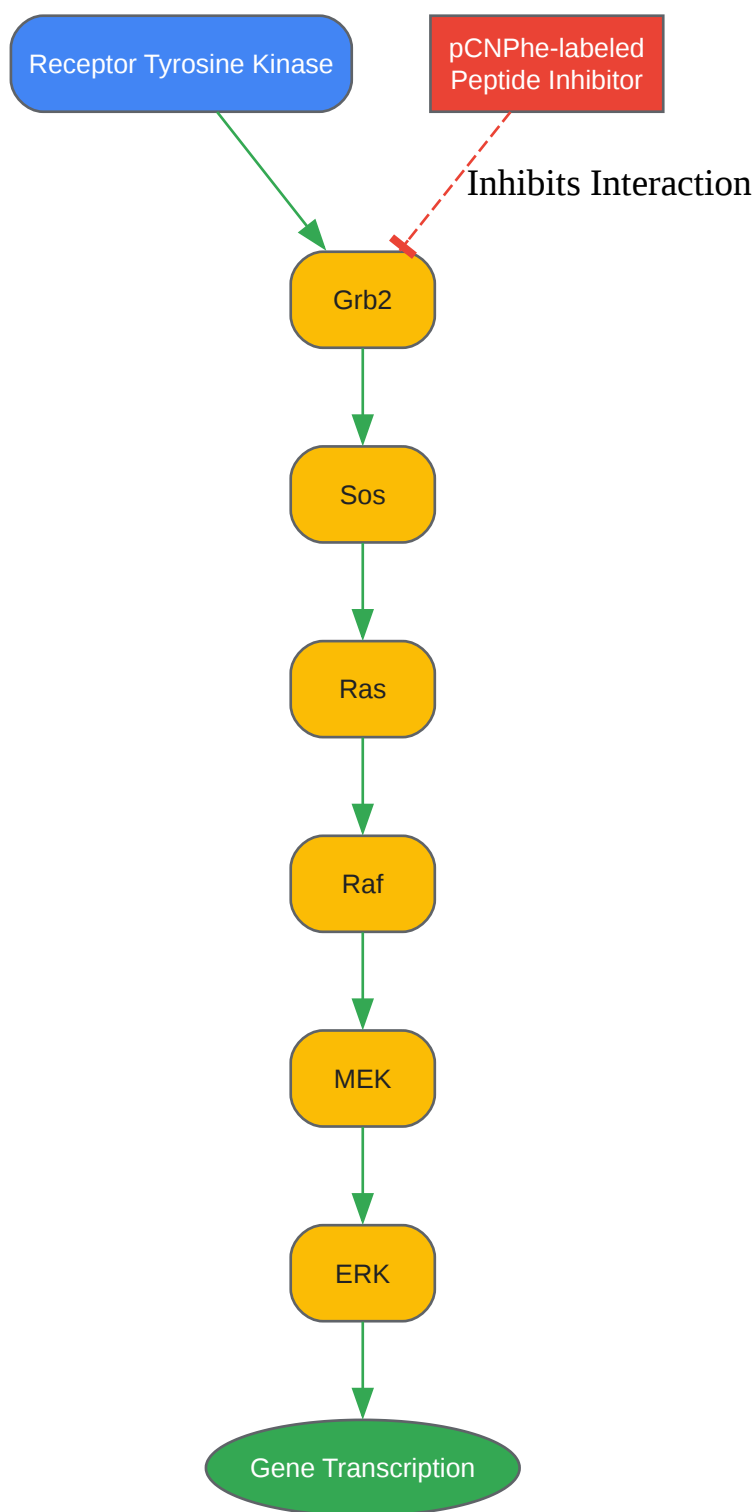 Receptor Tyrosine Kinase
pCNPhe-labeled
Peptide Inhibitor
Inhibits Interaction
Grb2
Sos
Ras
Raf
MEK
ERK
Gene Transcription